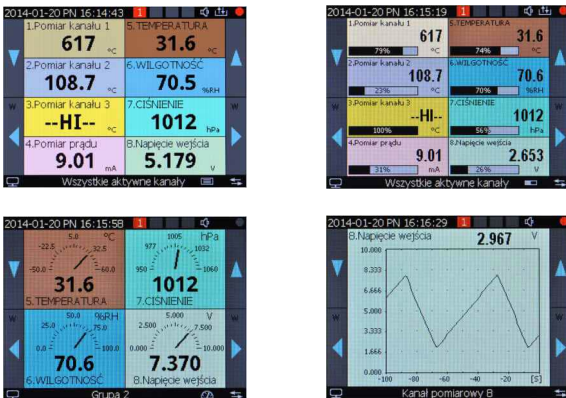 2014-01-20 PN 16:14:43 1
1.Pomiar kanału 1
617 °C
5.TEMPERATURA
31.6 °C
2.Pomiar kanału 2
108.7 °C
6.WILGOTNOŚĆ
70.5 %RH
3.Pomiar kanału 3
--HI-- °C
7.CIŚNIENIE
1012 hPa
4.Pomiar prądu
9.01 mA
8.Napięcie wejścia
5.179 V
W
W
Wszystkie aktywne kanały
2014-01-20 PN 16:15:19 1
1.Pomiar kanału 1
617
79% °C
5.TEMPERATURA
31.6
74% °C
2.Pomiar kanału 2
108.7
23% °C
6.WILGOTNOŚĆ
70.6
70% %RH
3.Pomiar kanału 3
--HI--
100% °C
7.CIŚNIENIE
1012
56% hPa
4.Pomiar prądu
9.01
31% mA
8.Napięcie wejścia
2.653
26% V
W
W
Wszystkie aktywne kanały
2014-01-20 PN 16:15:58 1
5.0 °C
-22.5 32.5
-50.0 60.0
31.6
5.TEMPERATURA
1005 hPa
977 1032
950 1060
1012
7.CIŚNIENIE
50.0 %RH
25.0 75.0
0.0 100.0
70.6
6.WILGOTNOŚĆ
5.000 V
2.500 7.500
0.000 10.000
7.370
8.Napięcie wejścia
W
W
Grupa 2
2014-01-20 PN 16:16:29 1
8.Napięcie wejścia 2.967 V
10.000
8.333
6.666
5.000
3.333
1.666
0.000
-100 -80 -60 -40 -20 [S]
W
W
Kanał pomiarowy 8